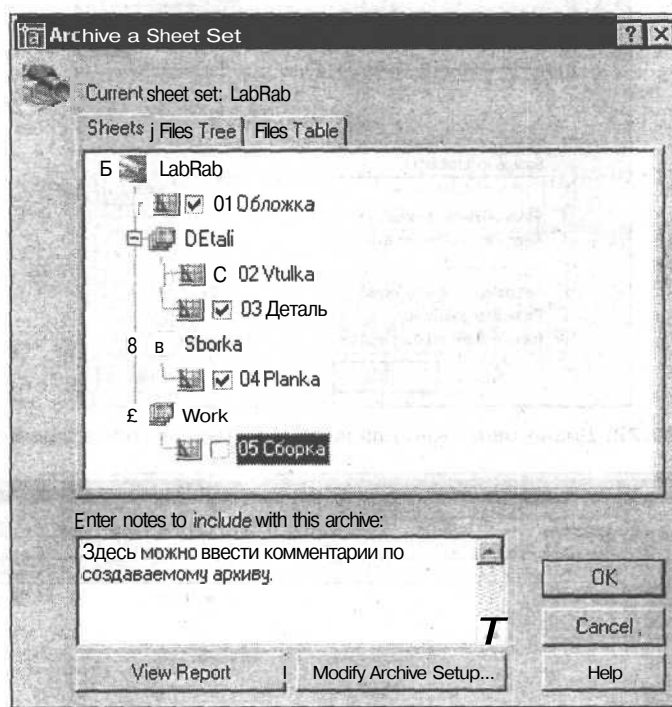 Archive a Sheet Set
Current sheet set: LabRab
Sheets Files Tree Files Table
LabRab
01 Обложка
DEtali
02 Vtulka
03 Деталь
Sborka
04 Planka
Work
05 Сборка
Enter notes to include with this archive:
Здесь можно ввести комментарии по
создаваемому архиву.
OK
Cancel
View Report Modify Archive Setup... Help